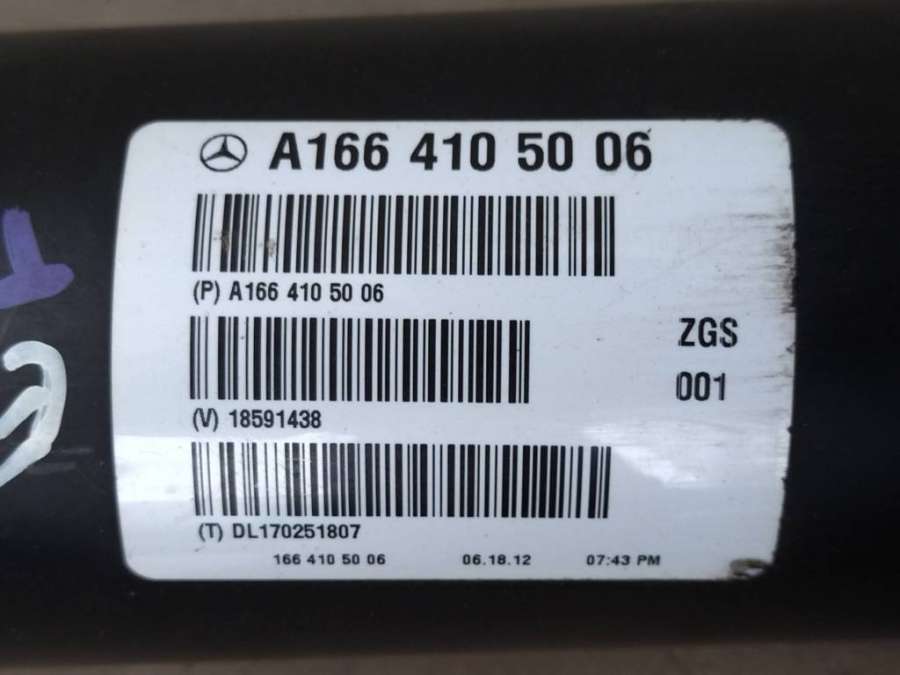 A166 410 50 06
(P) A166 410 50 06
ZGS
001
(V) 18591438
(T) DL170251807
166 410 50 06 06.18.12 07:43 PM